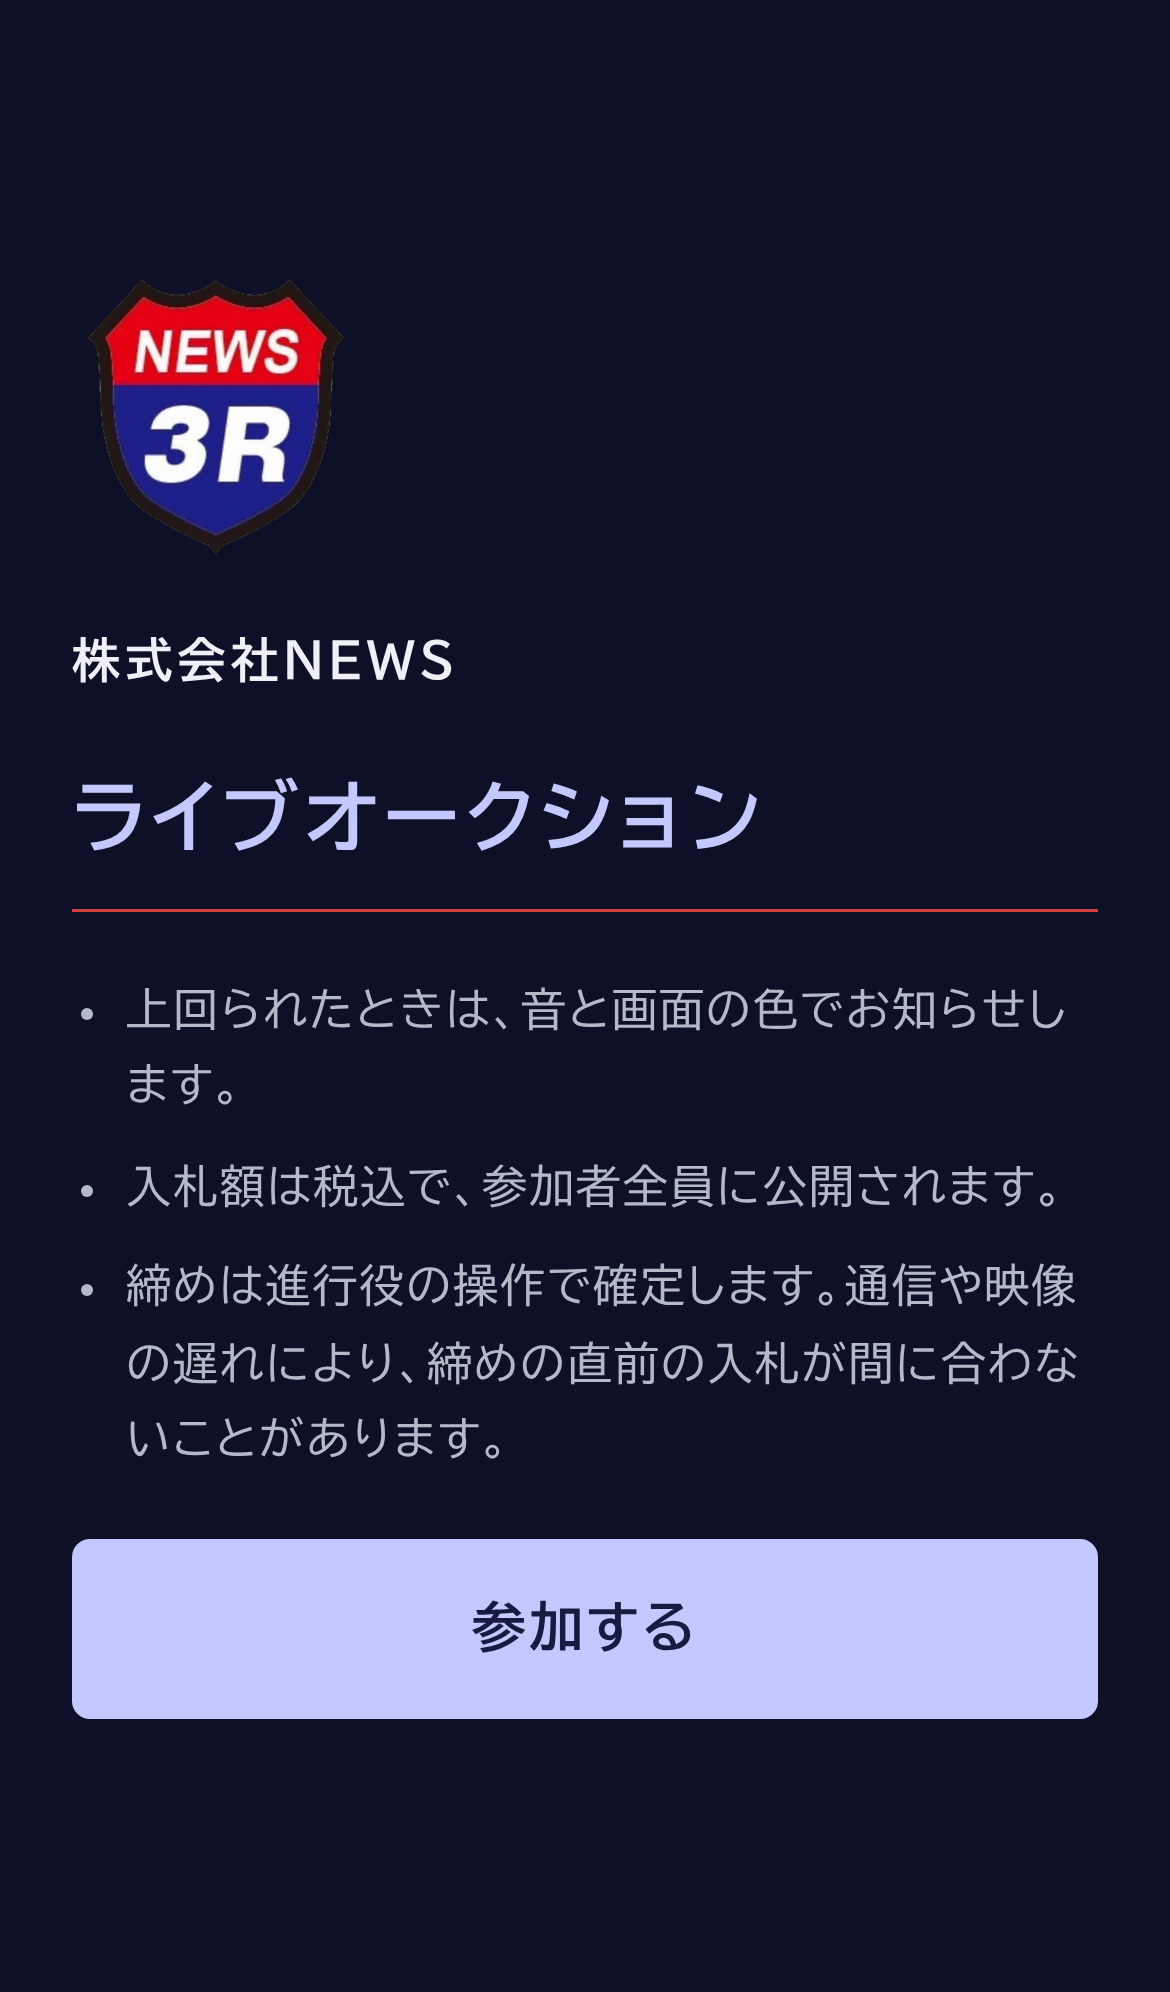 NEWS
3R
株式会社NEWS
ライブオークション
• 上回られたときは、音と画面の色でお知らせし
ます。
• 入札額は税込で、参加者全員に公開されます。
• 締めは進行役の操作で確定します。通信や映像
の遅れにより、締めの直前の入札が間に合わな
いことがあります。
参加する